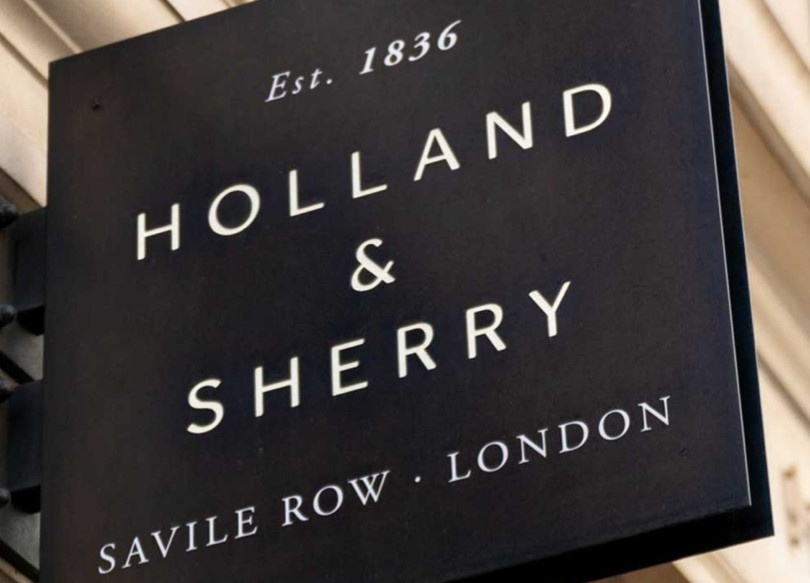 Est. 1836
HOLLAND
&
SHERRY
SAVILE ROW · LONDON